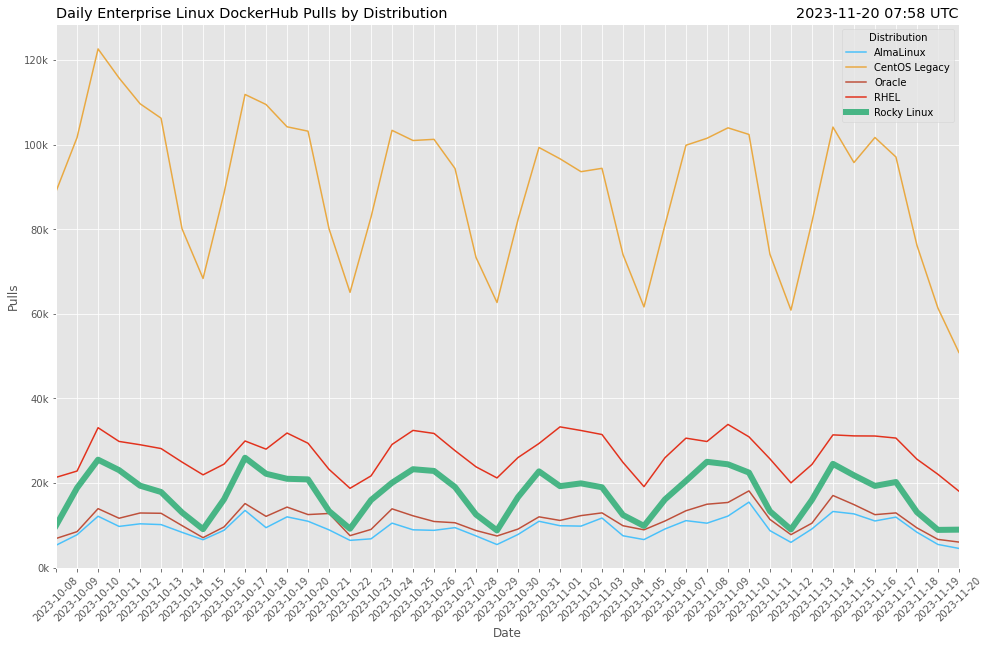 Daily Enterprise Linux DockerHub Pulls by Distribution
2023-11-20 07:58 UTC
Distribution
AlmaLinux
CentOS Legacy
Oracle
RHEL
Rocky Linux
Pulls
120k
100k
80k
60k
40k
20k
0k
2023-10-08
2023-10-09
2023-10-10
2023-10-11
2023-10-12
2023-10-13
2023-10-14
2023-10-15
2023-10-16
2023-10-17
2023-10-18
2023-10-19
2023-10-20
2023-10-21
2023-10-22
2023-10-23
2023-10-24
2023-10-25
2023-10-26
2023-10-27
2023-10-28
2023-10-29
2023-10-30
2023-10-31
2023-11-01
2023-11-02
2023-11-03
2023-11-04
2023-11-05
2023-11-06
2023-11-07
2023-11-08
2023-11-09
2023-11-10
2023-11-11
2023-11-12
2023-11-13
2023-11-14
2023-11-15
2023-11-16
2023-11-17
2023-11-18
2023-11-19
2023-11-20
Date